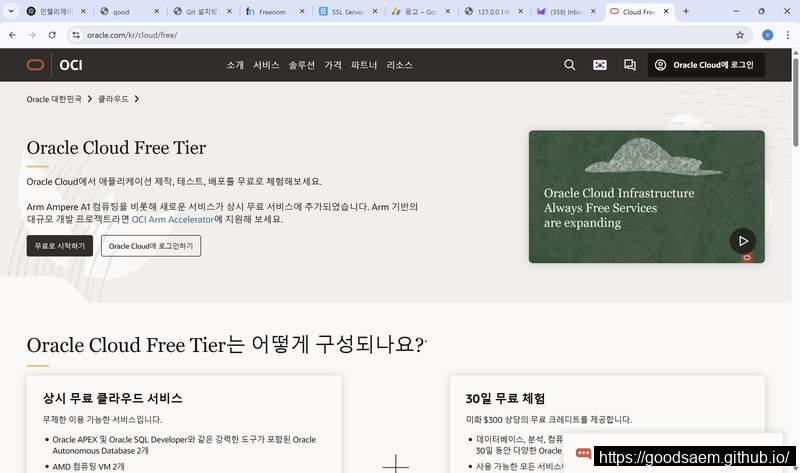 인텔리제이
good
Git 설치방
Freenom -
SSL Server
광고 – Goo
127.0.0.1:
(359) Inbox
Cloud Free
oracle.com/kr/cloud/free/
OCI
소개 서비스 솔루션 가격 파트너 리소스
Oracle Cloud에 로그인
Oracle 대한민국 > 클라우드 >
Oracle Cloud Free Tier
Oracle Cloud에서 애플리케이션 제작, 테스트, 배포를 무료로 체험해보세요.
Arm Ampere A1 컴퓨팅을 비롯해 새로운 서비스가 상시 무료 서비스에 추가되었습니다. Arm 기반의
대규모 개발 프로젝트라면 OCI Arm Accelerator에 지원해 보세요.
무료로 시작하기
Oracle Cloud에 로그인하기
Oracle Cloud Infrastructure
Always Free Services
are expanding
Oracle Cloud Free Tier는 어떻게 구성되나요?
상시 무료 클라우드 서비스
무제한 이용 가능한 서비스입니다.
• Oracle APEX 및 Oracle SQL Developer와 같은 강력한 도구가 포함된 Oracle
Autonomous Database 2개
• AMD 컴퓨팅 VM 2개
30일 무료 체험
미화 $300 상당의 무료 크레디트를 제공합니다.
• 데이터베이스, 분석, 컴퓨
30일 동안 다양한 Oracle
• 사용 가능한 모든 서비스
https://goodsaem.github.io/